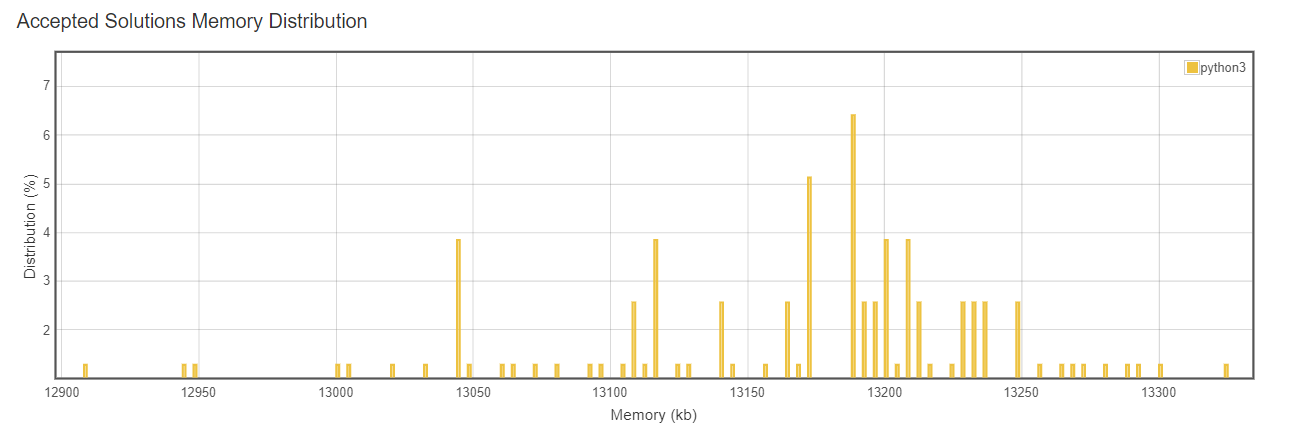 Accepted Solutions Memory Distribution
python3
7
6
5
4
3
2
Distribution (%)
12900 12950 13000 13050 13100 13150 13200 13250 13300
Memory (kb)